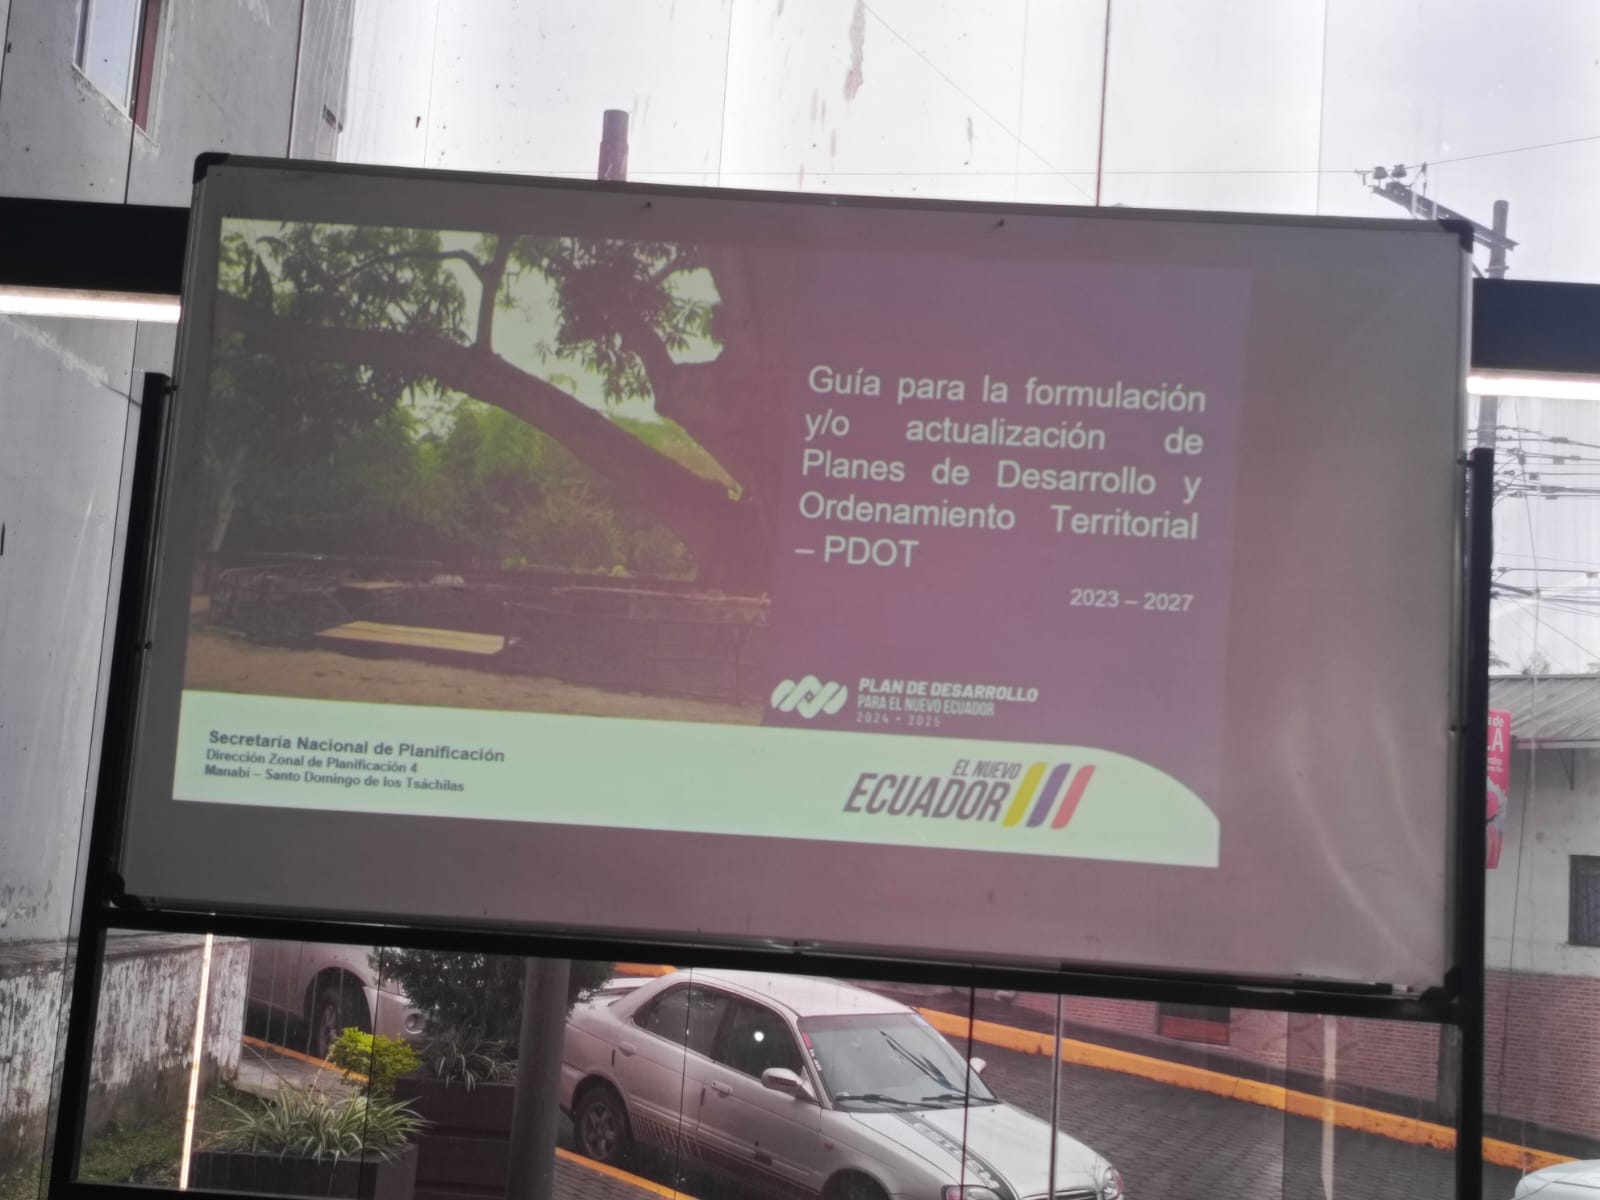 Guía para la formulación
y/o actualización de
Planes de Desarrollo y
Ordenamiento Territorial
– PDOT
2023 – 2027
PLAN DE DESARROLLO
PARA EL NUEVO ECUADOR
2024 • 2025
Secretaría Nacional de Planificación
Dirección Zonal de Planificación 4
Manabí – Santo Domingo de los Tsáchilas
EL NUEVO
ECUADOR